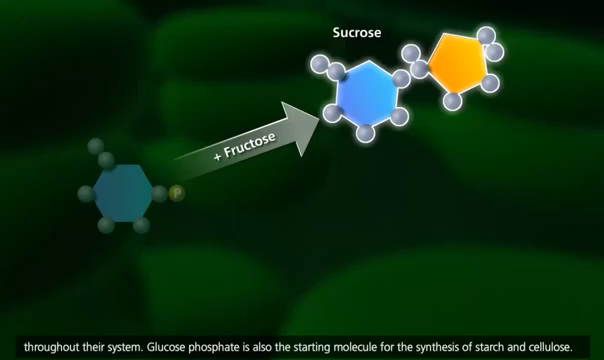 Sucrose
+ Fructose
P
throughout their system. Glucose phosphate is also the starting molecule for the synthesis of starch and cellulose.